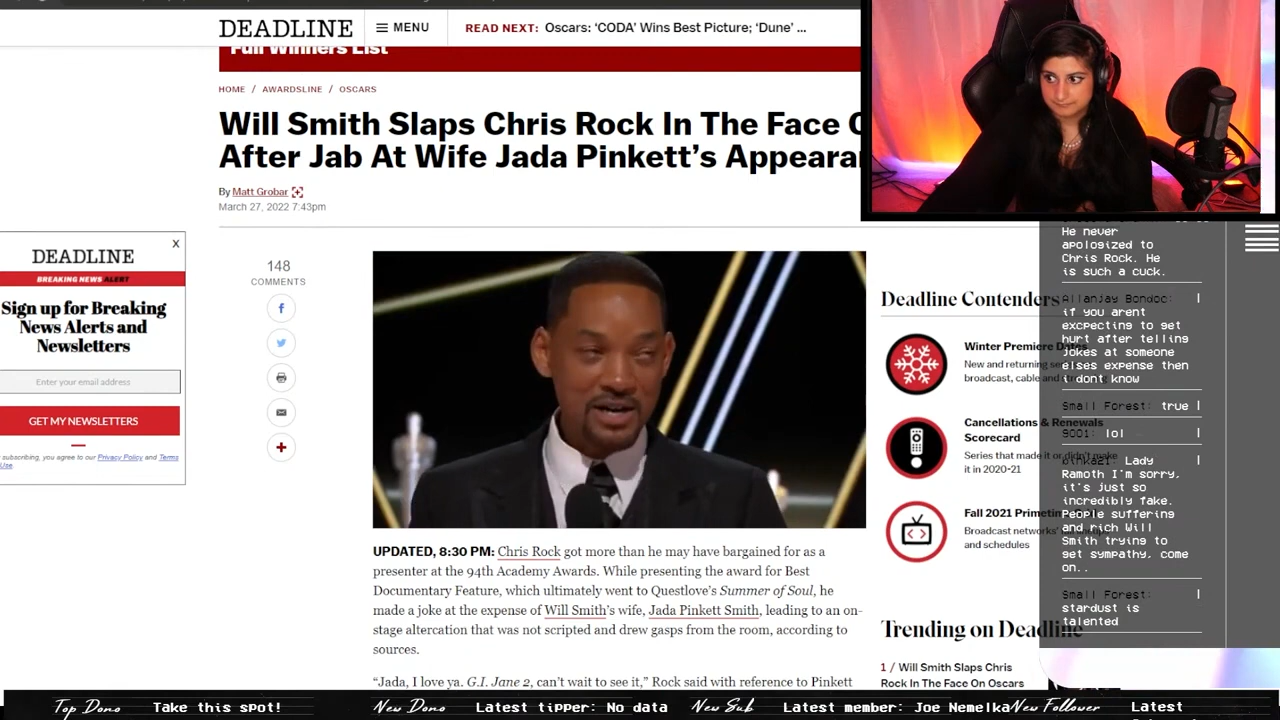 DEADLINE
MENU
READ NEXT: Oscars: ‘CODA’ Wins Best Picture; ‘Dune’ ...
Full Winners List
HOME / AWARDSLINE / OSCARS
Will Smith Slaps Chris Rock In The Face
After Jab At Wife Jada Pinkett’s
By Matt Grobar
March 27, 2022 7:43pm
148
COMMENTS
X
DEADLINE
BREAKING NEWS ALERT
Sign up for Breaking
News Alerts and
Newsletters
Enter your email address
GET MY NEWSLETTERS
subscribing, you agree to our Privacy Policy and Terms
Use.
UPDATED, 8:30 PM: Chris Rock got more than he may have bargained for as a
presenter at the 94th Academy Awards. While presenting the award for Best
Documentary Feature, which ultimately went to Questlove’s Summer of Soul, he
made a joke at the expense of Will Smith’s wife, Jada Pinkett Smith, leading to an on-
stage altercation that was not scripted and drew gasps from the room, according to
sources.
“Jada, I love ya. G.I. Jane 2, can’t wait to see it,” Rock said with reference to Pinkett
Deadline Contenders
Winter Premiere Dates
New and returning
broadcast, cable and
Cancellations & Renewals
Scorecard
Series that made it or didn't make
it in 2020-21
Fall 2021 Primetime
Broadcast networks'
and schedules
Trending on Deadline
1 / Will Smith Slaps Chris
Rock In The Face On Oscars
He never
apologized to
Chris Rock. He
is such a cuck.
Allanjay Bondoc:
if you arent
excpecting to get
hurt after telling
jokes at someone
elses expense then
i dont know
Small Forest: true
9001: lol
Lady
Ramoth I'm sorry,
it's just so
incredibly fake.
People suffering
and rich Will
Smith trying to
get sympathy, come
on..
Small Forest:
stardust is
talented
Top Dono Take this spot! New Dono Latest tipper: No data New Sub Latest member: Joe Nemelka New Follower Latest